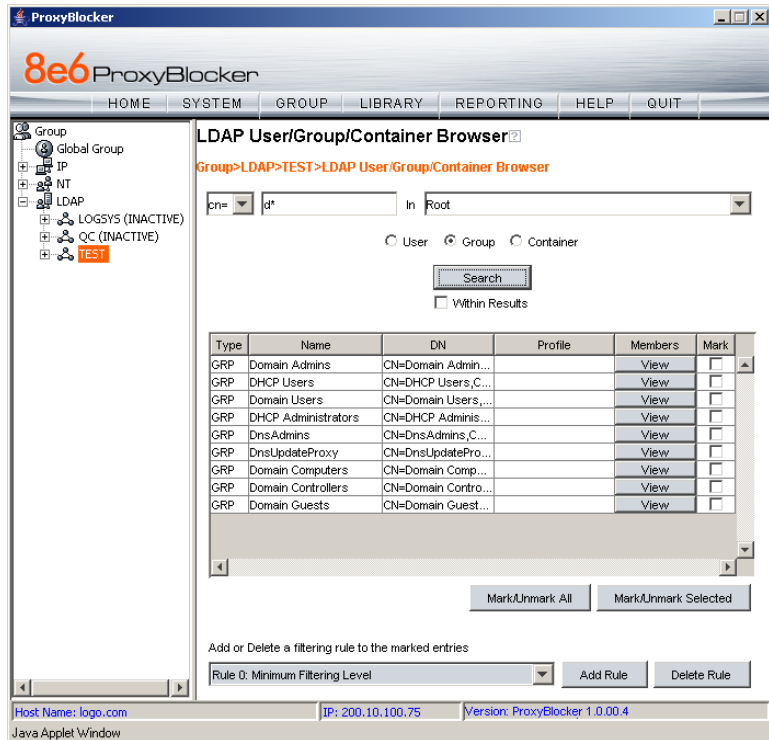 ProxyBlocker
8e6 ProxyBlocker
HOME SYSTEM GROUP LIBRARY REPORTING HELP QUIT
Group
Global Group
IP
NT
LDAP
LOGSYS (INACTIVE)
QC (INACTIVE)
TEST
LDAP User/Group/Container Browser
Group>LDAP>TEST>LDAP User/Group/Container Browser
cn= d* In Root
User Group Container
Search
Within Results
Type Name DN Profile Members Mark
GRP Domain Admins CN=Domain Admin... View
GRP DHCP Users CN=DHCP Users,C... View
GRP Domain Users CN=Domain Users,... View
GRP DHCP Administrators CN=DHCP Adminis... View
GRP DnsAdmins CN=DnsAdmins,C... View
GRP DnsUpdateProxy CN=DnsUpdatePro... View
GRP Domain Computers CN=Domain Comp... View
GRP Domain Controllers CN=Domain Contro... View
GRP Domain Guests CN=Domain Guest... View
Mark/Unmark All Mark/Unmark Selected
Add or Delete a filtering rule to the marked entries
Rule 0: Minimum Filtering Level Add Rule Delete Rule
Host Name: logo.com IP: 200.10.100.75 Version: ProxyBlocker 1.0.00.4
Java Applet Window